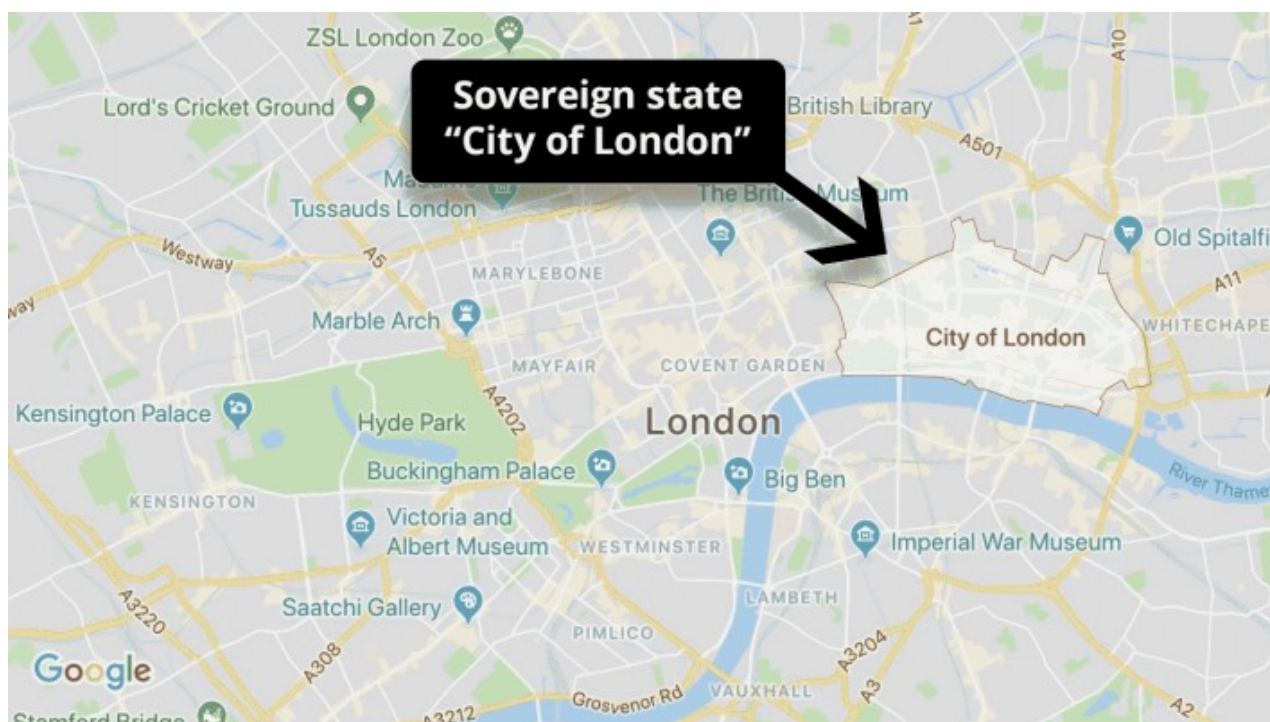 ZSL London Zoo
Sovereign state
“City of London”
Lord's Cricket Ground
British Library
A10
A1
A501
Madame
Tussauds London
The British Museum
Old Spitalfi
Westway
A5
way
MARYLEBONE
A11
Marble Arch
City of London
WHITECHAPE
MAYFAIR
COVENT GARDEN
Kensington Palace
A4202
Hyde Park
London
Buckingham Palace
Big Ben
River Thame
KENSINGTON
Victoria and
Albert Museum
WESTMINSTER
Imperial War Museum
Saatchi Gallery
LAMBETH
A3220
PIMLICO
A3204
A308
Google
Grosvenor Rd
VAUXHALL
A3
A2
Stamford Bridge
A3212